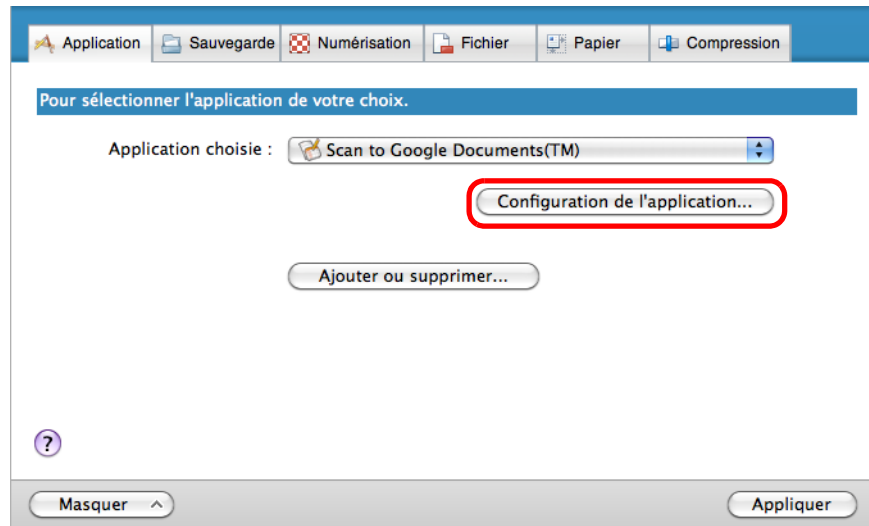 Application Sauvegarde Numérisation Fichier Papier Compression
Pour sélectionner l'application de votre choix.
Application choisie : Scan to Google Documents(TM)
Configuration de l'application...
Ajouter ou supprimer...
?
Masquer Appliquer